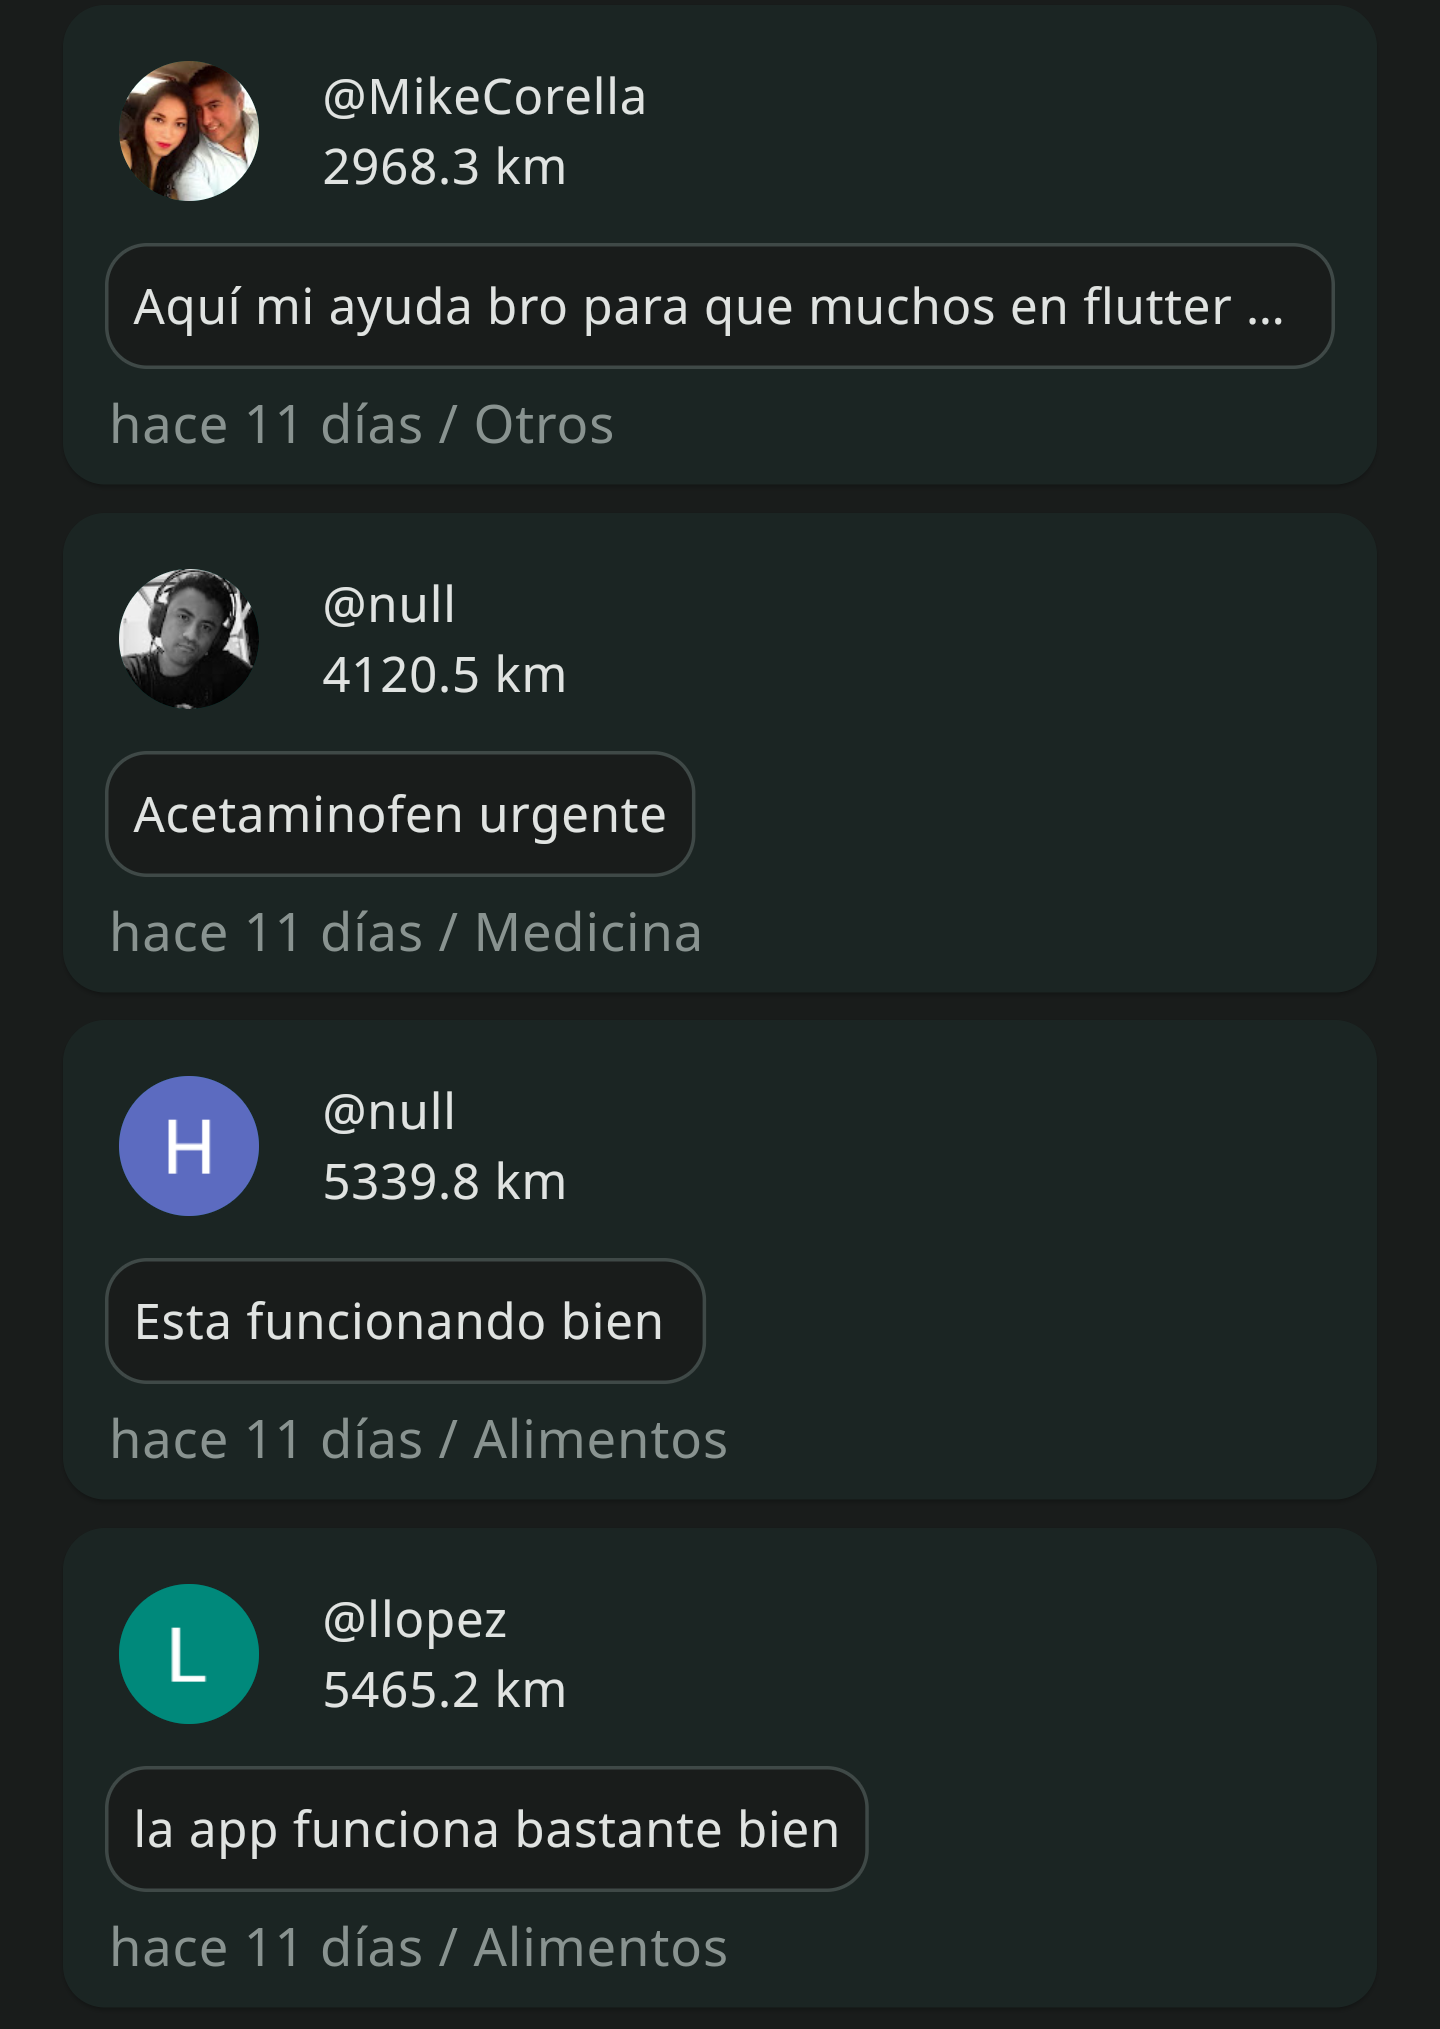 @MikeCorella
2968.3 km
Aquí mi ayuda bro para que muchos en flutter ...
hace 11 días / Otros
@null
4120.5 km
Acetaminofen urgente
hace 11 días / Medicina
H
@null
5339.8 km
Esta funcionando bien
hace 11 días / Alimentos
L
@llopez
5465.2 km
la app funciona bastante bien
hace 11 días / Alimentos